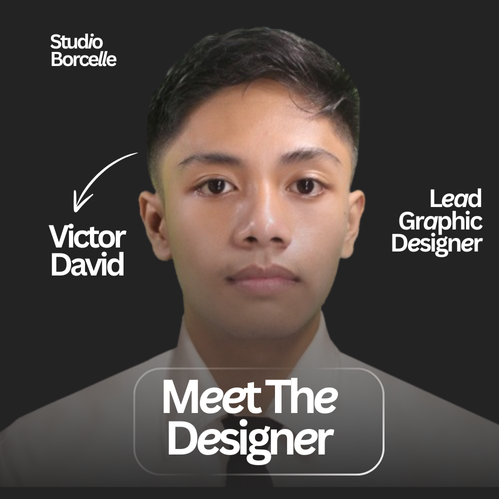 Studio
Borcelle
Victor
David
Lead
Graphic
Designer
Meet The
Designer